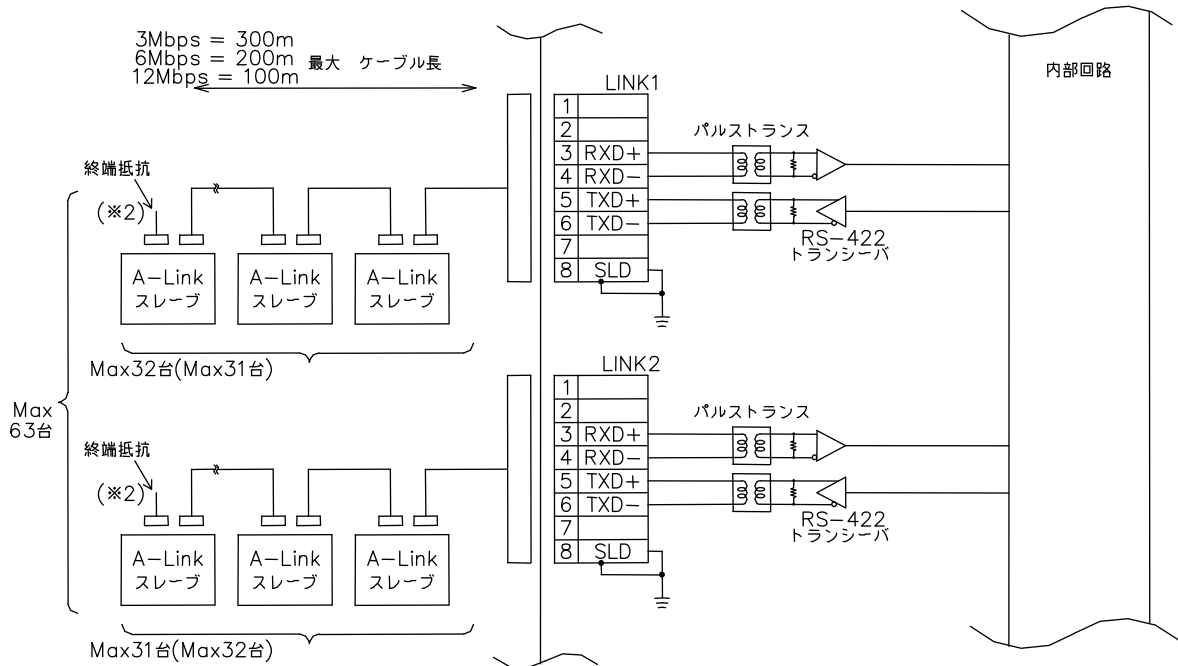 3Mbps = 300m
6Mbps = 200m 最大 ケーブル長
12Mbps = 100m
内部回路
LINK1
1
2
3 RXD+
4 RXD-
5 TXD+
6 TXD-
7
8 SLD
パルストランス
RS-422
トランシーバ
終端抵抗
(※2)
A-Link
スレーブ
A-Link
スレーブ
A-Link
スレーブ
Max32台(Max31台)
Max
63台
LINK2
1
2
3 RXD+
4 RXD-
5 TXD+
6 TXD-
7
8 SLD
パルストランス
RS-422
トランシーバ
終端抵抗
(※2)
A-Link
スレーブ
A-Link
スレーブ
A-Link
スレーブ
Max31台(Max32台)